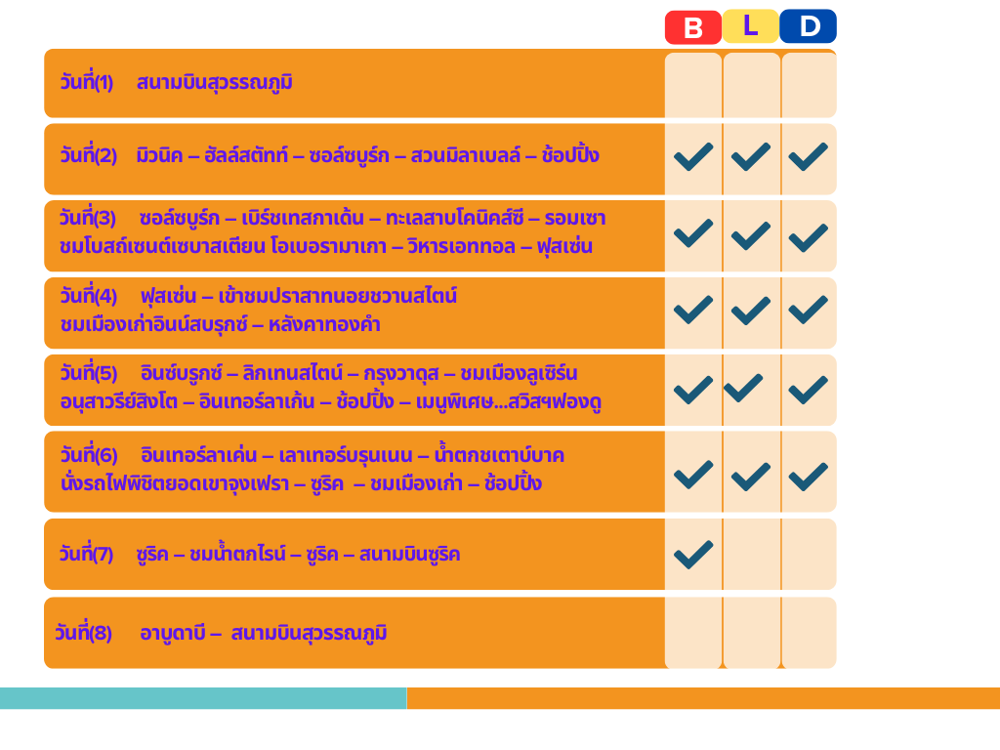 B L D
วันที่(1) สนามบินสุวรรณภูมิ
วันที่(2) มิวนิค – ฮัลล์สตัทท์ – ซอล์ซบูร์ก – สวนมิลาเบลล์ – ช้อปปิ้ง
วันที่(3) ซอล์ซบูร์ก – เบิร์ชเทสกาเด้น – ทะเลสาบโคนิคส์ซี – รอมเซา
ชมโบสถ์เซนต์เซบาสเตียน โอเบอรามาเกา – วิหารเอททอล – ฟุสเซ่น
วันที่(4) ฟุสเซ่น – เข้าชมปราสาทนอยชวานสไตน์
ชมเมืองเก่าอินน์สบรุกซ์ – หลังคาทองคำ
วันที่(5) อินซ์บรูกซ์ – ลิกเทนสไตน์ – กรุงวาดุส – ชมเมืองลูเซิร์น
อนุสาวรีย์สิงโต – อินเทอร์ลาเก้น – ช้อปปิ้ง – เมนูพิเศษ...สวิสฯฟองดู
วันที่(6) อินเทอร์ลาเค่น – เลาเทอร์บรุนเนน – น้ำตกชเตาบ์บาค
นั่งรถไฟพิชิตยอดเขาจุงเฟรา – ซูริค – ชมเมืองเก่า – ช้อปปิ้ง
วันที่(7) ซูริค – ชมน้ำตกไรน์ – ซูริค – สนามบินซูริค
วันที่(8) อาบูดาบี – สนามบินสุวรรณภูมิ